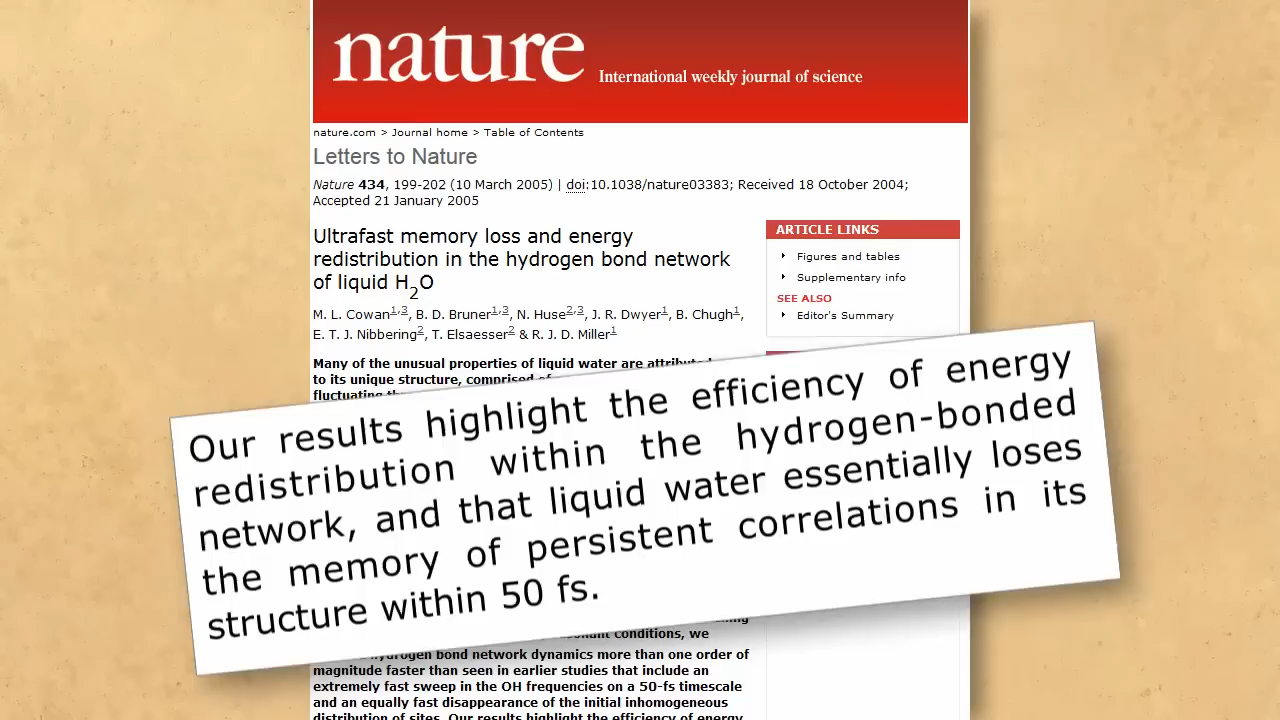 nature International weekly journal of science
nature.com > Journal home > Table of Contents
Letters to Nature
Nature 434, 199-202 (10 March 2005) | doi:10.1038/nature03383; Received 18 October 2004;
Accepted 21 January 2005
Ultrafast memory loss and energy
redistribution in the hydrogen bond network
of liquid H2O
M. L. Cowan1,3, B. D. Bruner1,3, N. Huse2,3, J. R. Dwyer1, B. Chugh1,
E. T. J. Nibbering2, T. Elsaesser2 & R. J. D. Miller1
ARTICLE LINKS
Figures and tables
Supplementary info
SEE ALSO
Editor's Summary
Many of the unusual properties of liquid water are
to its unique structure, comprised
fluctuating
Our results highlight the efficiency of energy
redistribution within the hydrogen-bonded
network, and that liquid water essentially loses
the memory of persistent correlations in its
structure within 50 fs.
conditions, we
hydrogen bond network dynamics more than one order of
magnitude faster than seen in earlier studies that include an
extremely fast sweep in the OH frequencies on a 50-fs timescale
and an equally fast disappearance of the initial inhomogeneous
distribution of sites. Our results highlight the efficiency of energy